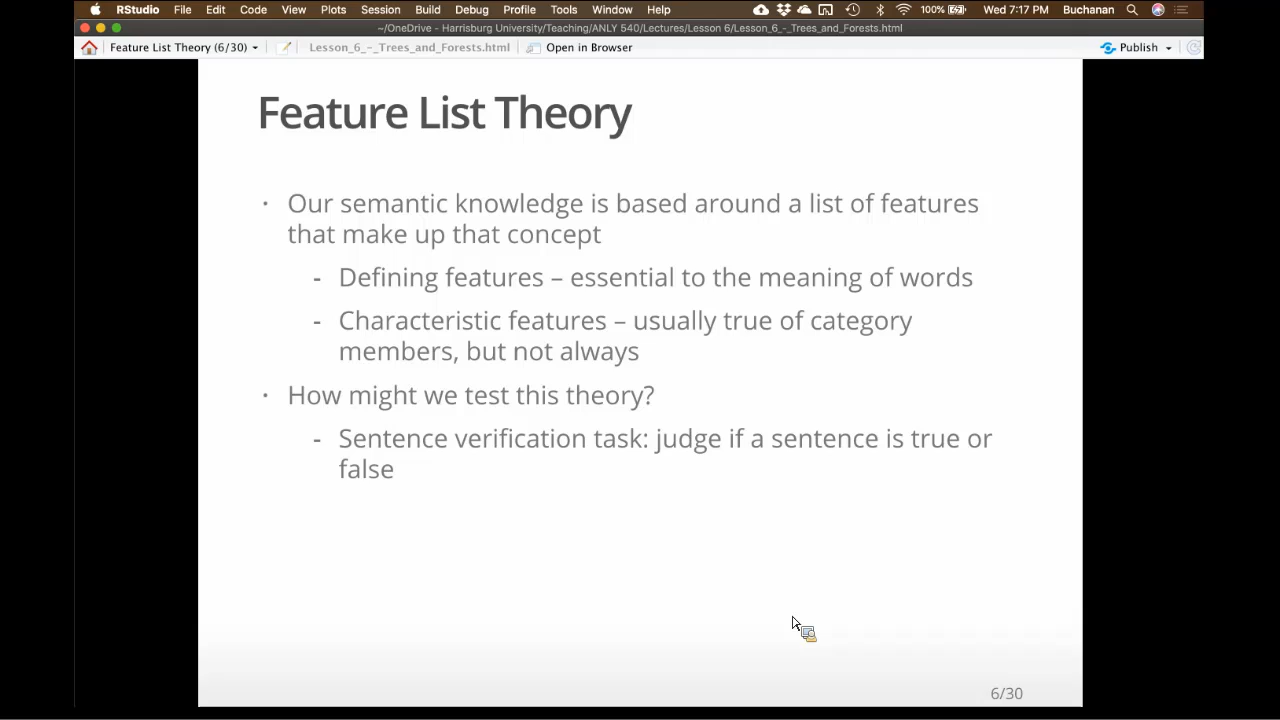 RStudio File Edit Code View Plots Session Build Debug Profile Tools Window Help 100% Wed 7:17 PM Buchanan
~/OneDrive - Harrisburg University/Teaching/ANLY 540/Lectures/Lesson 6/Lesson_6_-_Trees_and_Forests.html
Feature List Theory (6/30) Lesson_6_-_Trees_and_Forests.html Open in Browser Publish
Feature List Theory
· Our semantic knowledge is based around a list of features
that make up that concept
- Defining features – essential to the meaning of words
- Characteristic features – usually true of category
members, but not always
· How might we test this theory?
- Sentence verification task: judge if a sentence is true or
false
6/30